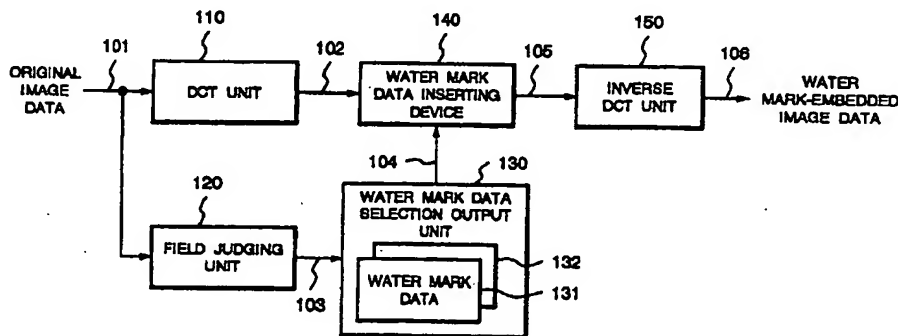 110
140
150
101
102
105
106
ORIGINAL
IMAGE
DATA
DCT UNIT
WATER MARK
DATA INSERTING
DEVICE
INVERSE
DCT UNIT
WATER
MARK-EMBEDDED
IMAGE DATA
104
130
120
WATER MARK DATA
SELECTION OUTPUT
UNIT
FIELD JUDGING
UNIT
103
132
WATER MARK
DATA
131